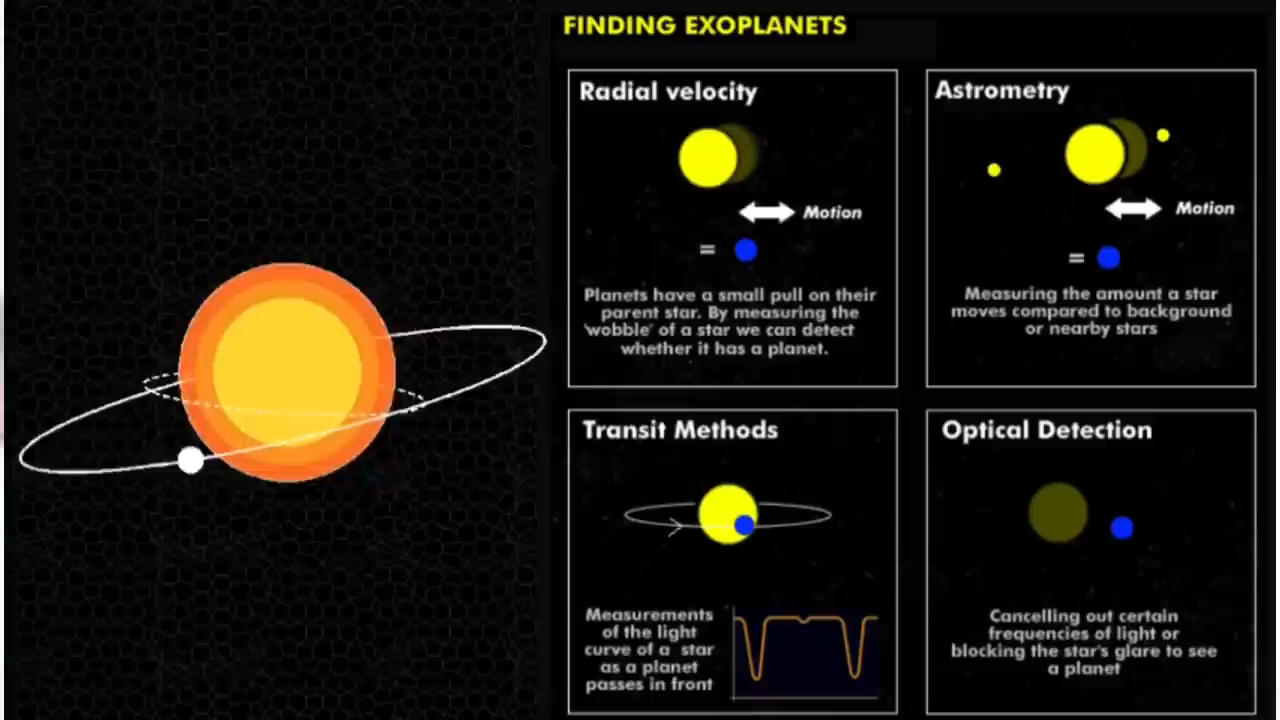 FINDING EXOPLANETS
Radial velocity
Motion
=
Planets have a small pull on their
parent star. By measuring the
'wobble' of a star we can detect
whether it has a planet.
Astrometry
Motion
=
Measuring the amount a star
moves compared to background
or nearby stars
Transit Methods
Measurements
of the light
curve of a star
as a planet
passes in front
Optical Detection
Cancelling out certain
frequencies of light or
blocking the star's glare to see
a planet